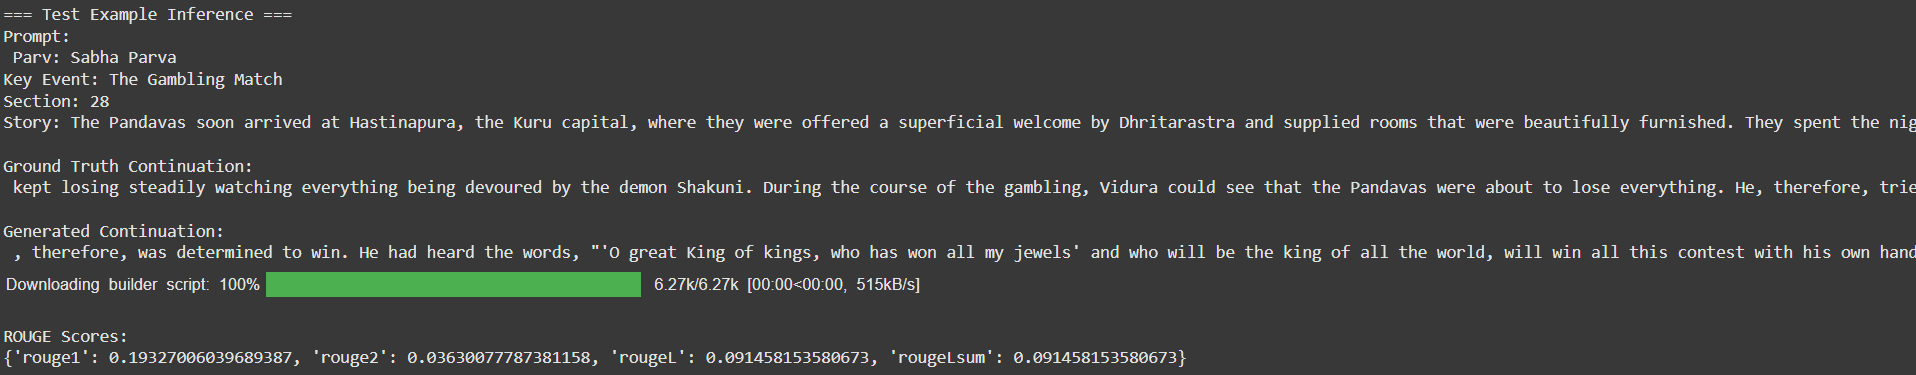 === Test Example Inference ===
Prompt:
Parv: Sabha Parva
Key Event: The Gambling Match
Section: 28
Story: The Pandavas soon arrived at Hastinapura, the Kuru capital, where they were offered a superficial welcome by Dhritarastra and supplied rooms that were beautifully furnished. They spent the nig
Ground Truth Continuation:
kept losing steadily watching everything being devoured by the demon Shakuni. During the course of the gambling, Vidura could see that the Pandavas were about to lose everything. He, therefore, trie
Generated Continuation:
, therefore, was determined to win. He had heard the words, "'O great King of kings, who has won all my jewels' and who will be the king of all the world, will win all this contest with his own hand
Downloading builder script: 100% 6.27k/6.27k [00:00<00:00, 515kB/s]
ROUGE Scores:
{'rouge1': 0.19327006039689387, 'rouge2': 0.03630077787381158, 'rougeL': 0.091458153580673, 'rougeLsum': 0.091458153580673}